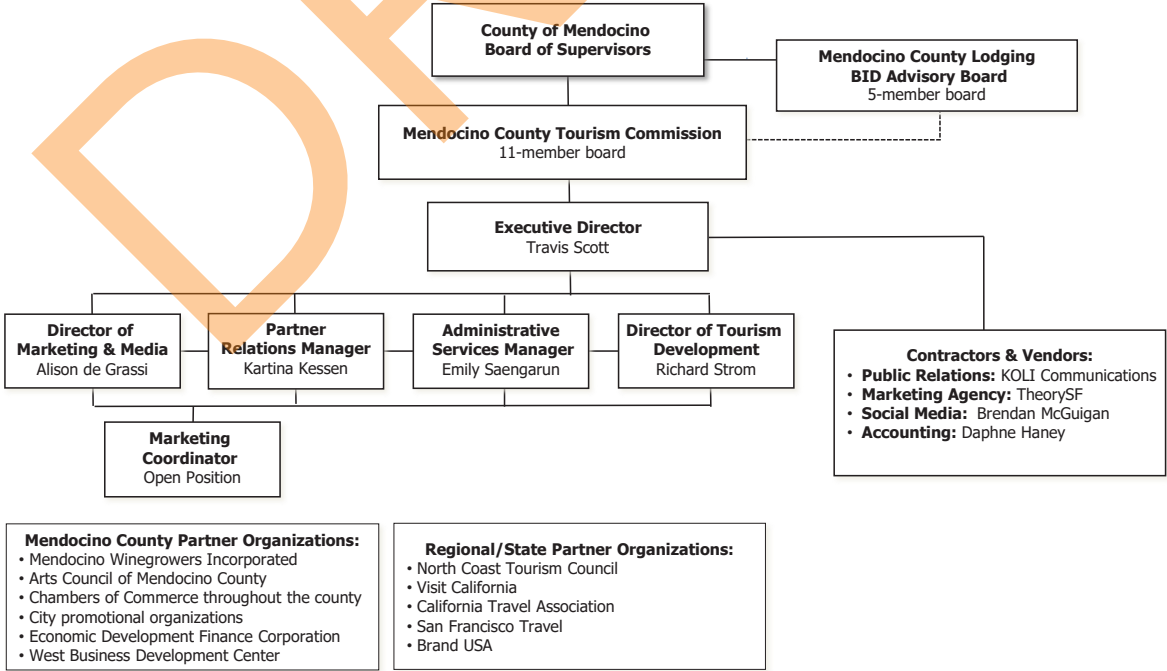 County of Mendocino
Board of Supervisors
Mendocino County Lodging
BID Advisory Board
5-member board
Mendocino County Tourism Commission
11-member board
Executive Director
Travis Scott
Director of
Marketing & Media
Alison de Grassi
Partner
Relations Manager
Kartina Kessen
Administrative
Services Manager
Emily Saengarun
Director of Tourism
Development
Richard Strom
Contractors & Vendors:
• Public Relations: KOLI Communications
• Marketing Agency: TheorySF
• Social Media: Brendan McGuigan
• Accounting: Daphne Haney
Marketing
Coordinator
Open Position
Mendocino County Partner Organizations:
• Mendocino Winegrowers Incorporated
• Arts Council of Mendocino County
• Chambers of Commerce throughout the county
• City promotional organizations
• Economic Development Finance Corporation
• West Business Development Center
Regional/State Partner Organizations:
• North Coast Tourism Council
• Visit California
• California Travel Association
• San Francisco Travel
• Brand USA